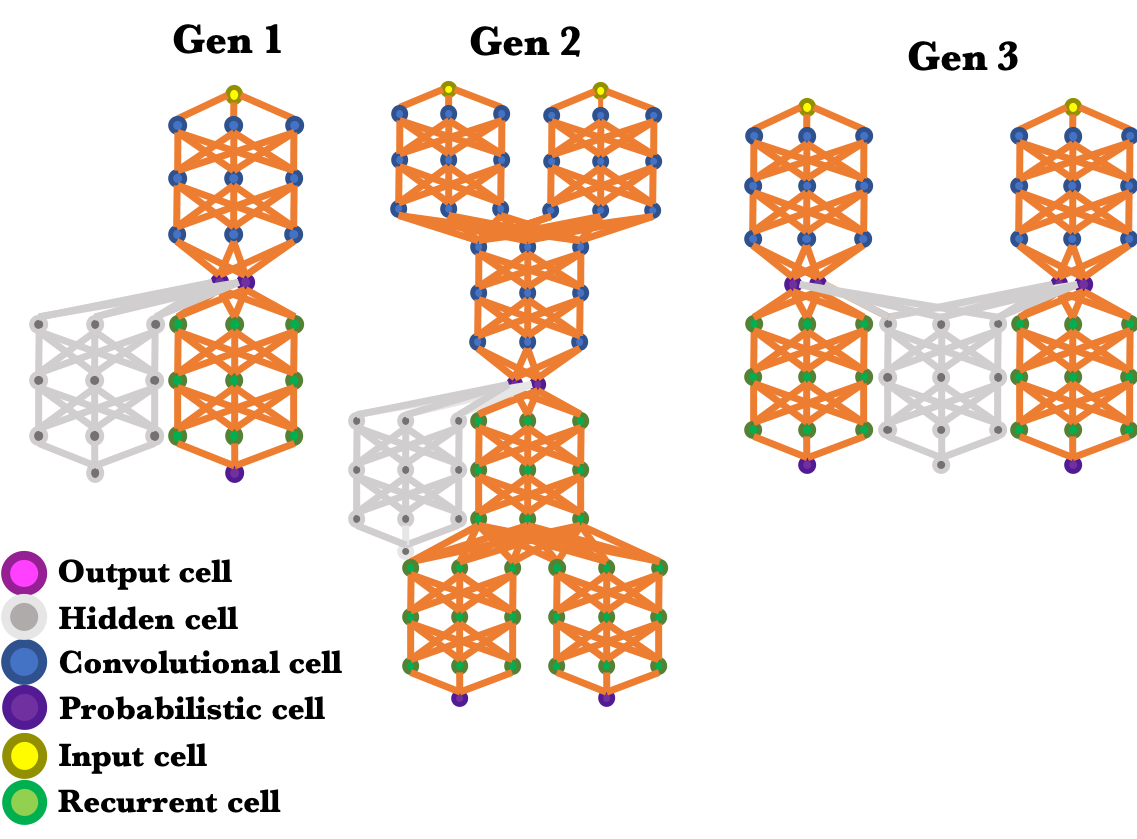 Gen 1
Gen 2
Gen 3
Output cell
Hidden cell
Convolutional cell
Probabilistic cell
Input cell
Recurrent cell